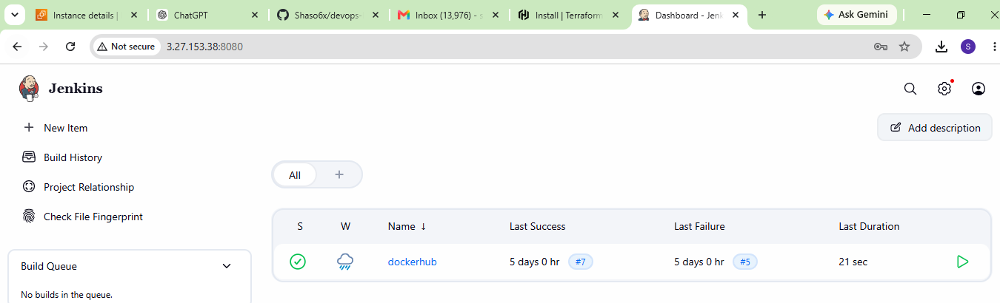 Instance details |
ChatGPT
Shaso6x/devops-
Inbox (13,976) - s
Install | Terraform
Dashboard - Jenk
Ask Gemini
Not secure
3.27.153.38:8080
S
Jenkins
New Item
Add description
Build History
All
Project Relationship
Check File Fingerprint
S W Name ↓ Last Success Last Failure Last Duration
Build Queue
dockerhub 5 days 0 hr #7 5 days 0 hr #5 21 sec
No builds in the queue.